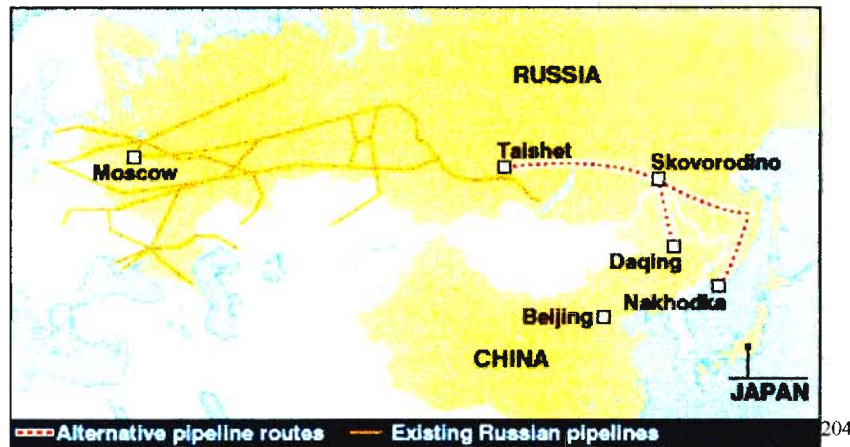 RUSSIA
Taishet
Skovorodino
Moscow
Daqing
Nakhodka
Beijing
CHINA
JAPAN
Alternative pipeline routes Existing Russian pipelines
204